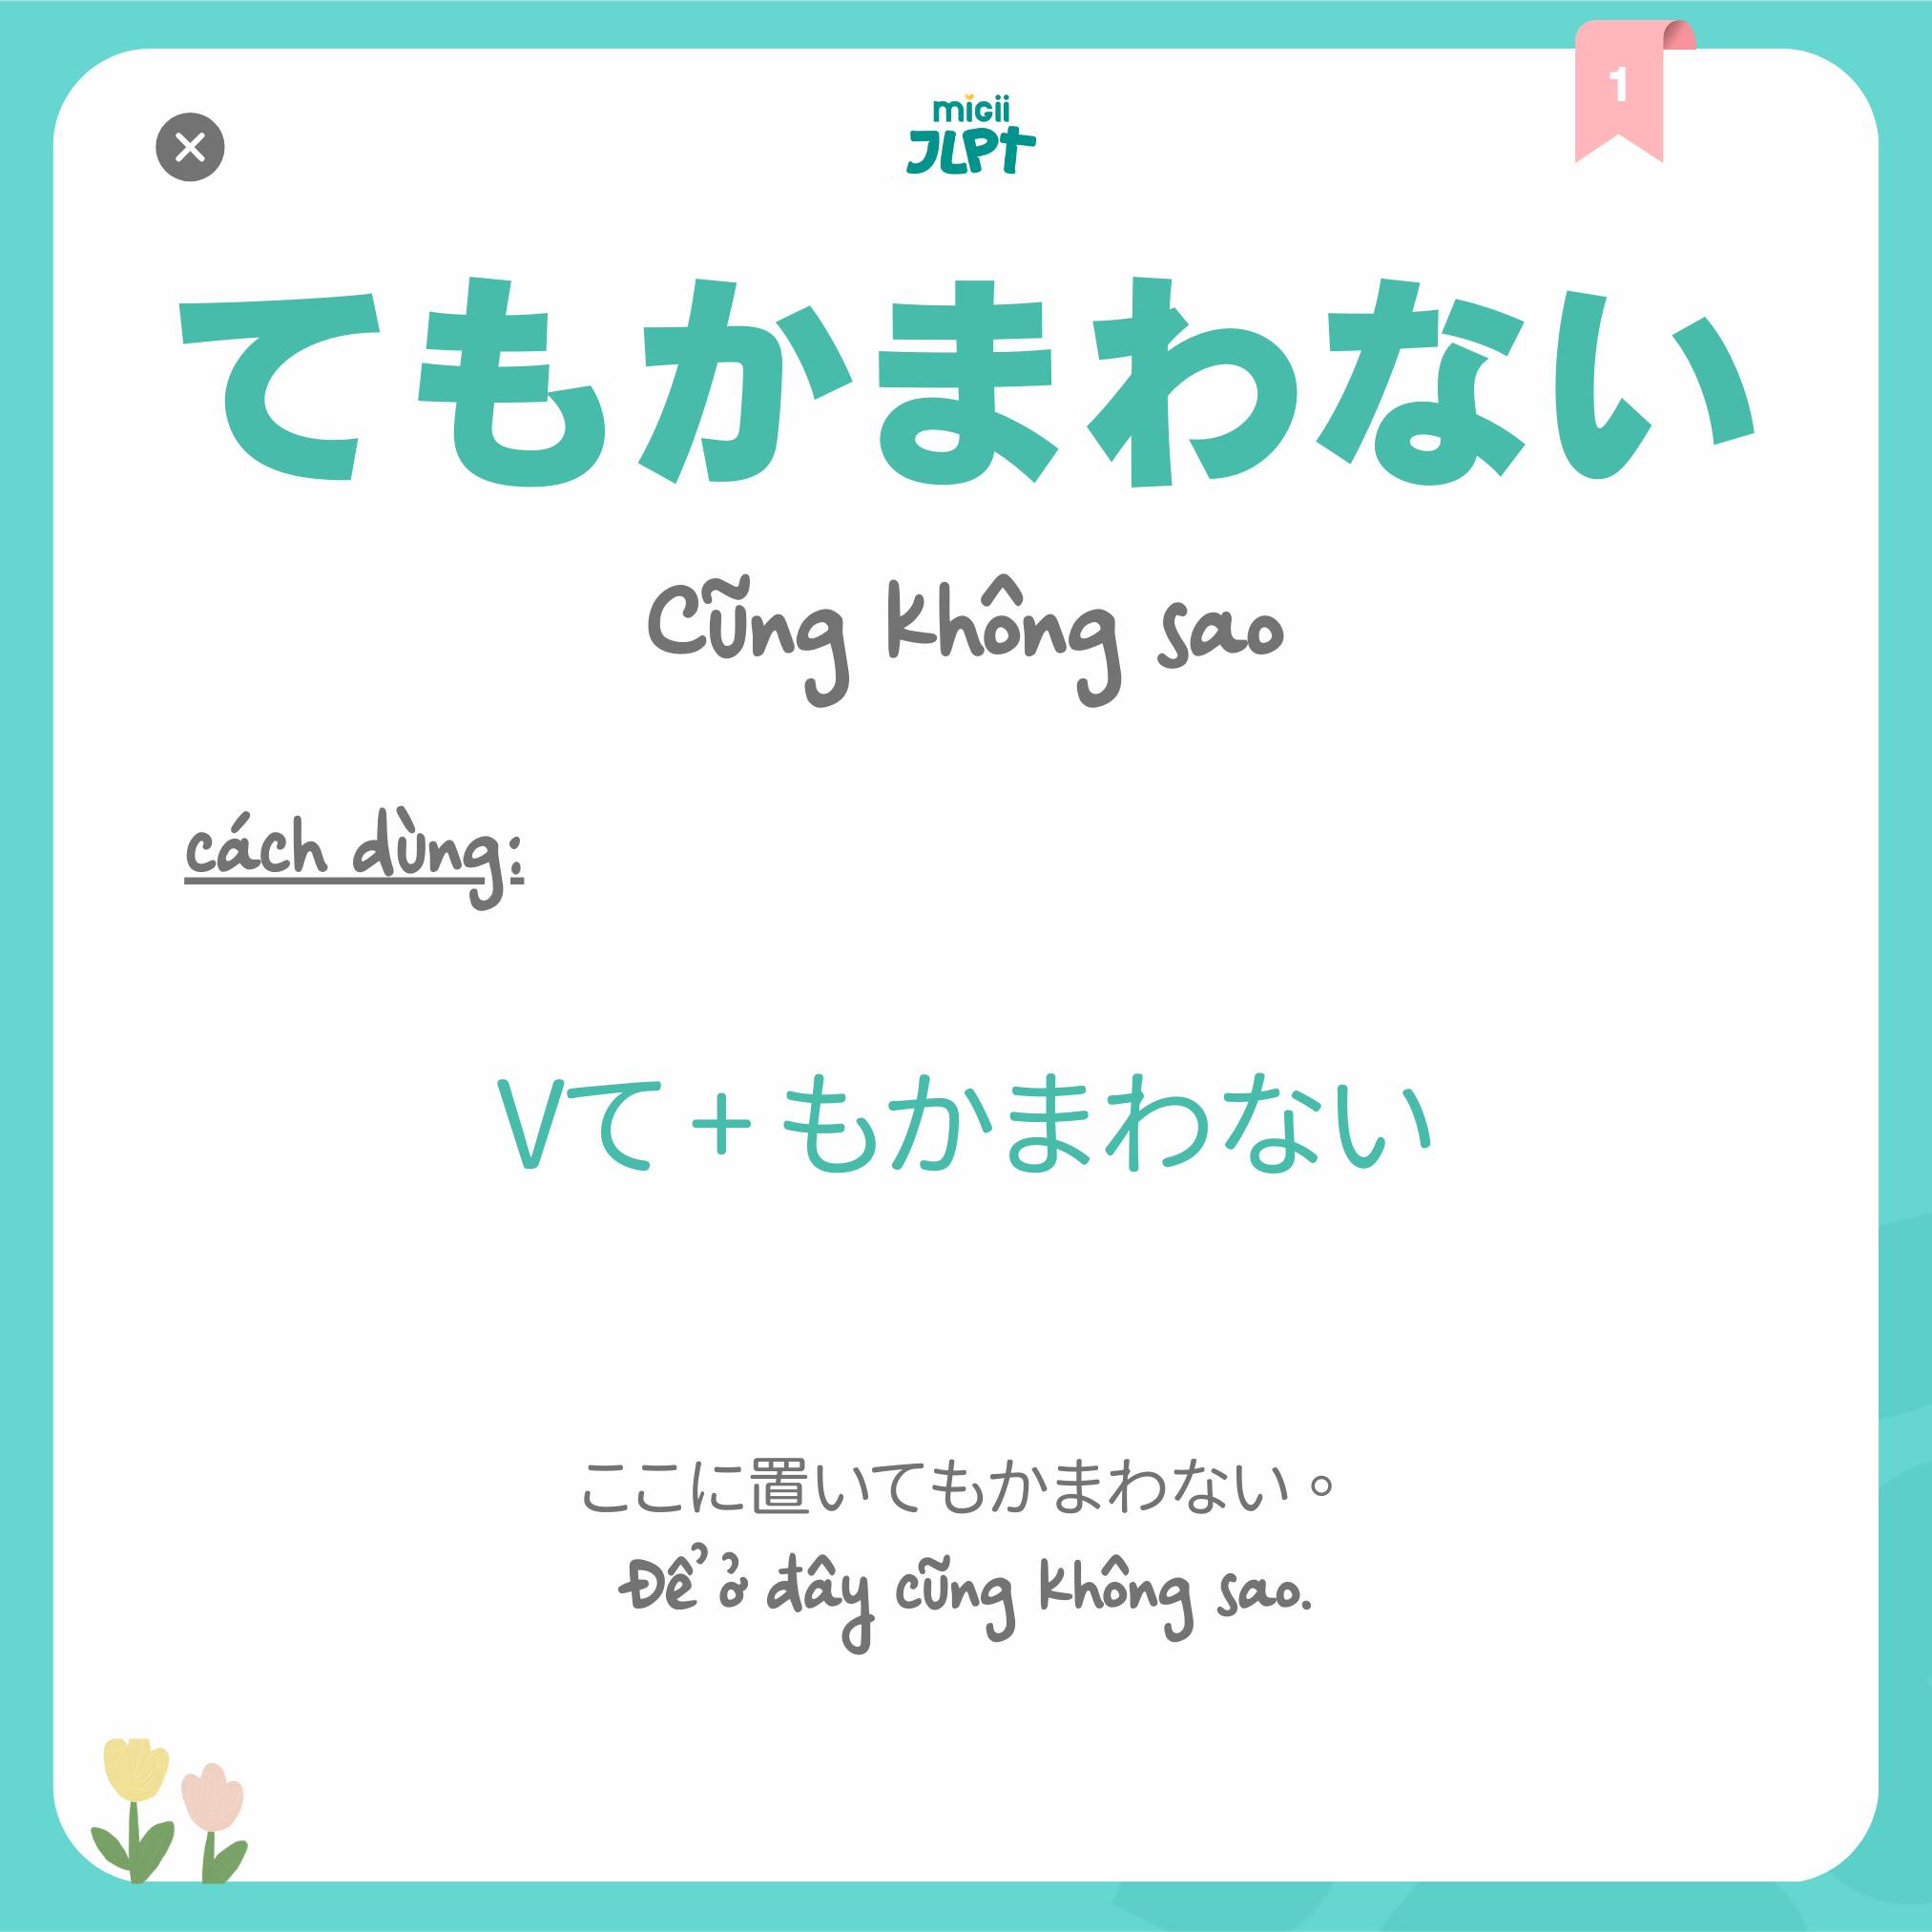 1
micii
JLPT
てもかまわない
Cũng không sao
cách dùng:
Vて + もかまわない
ここに置いてもかまわない。
Để ở đây cũng không sao.